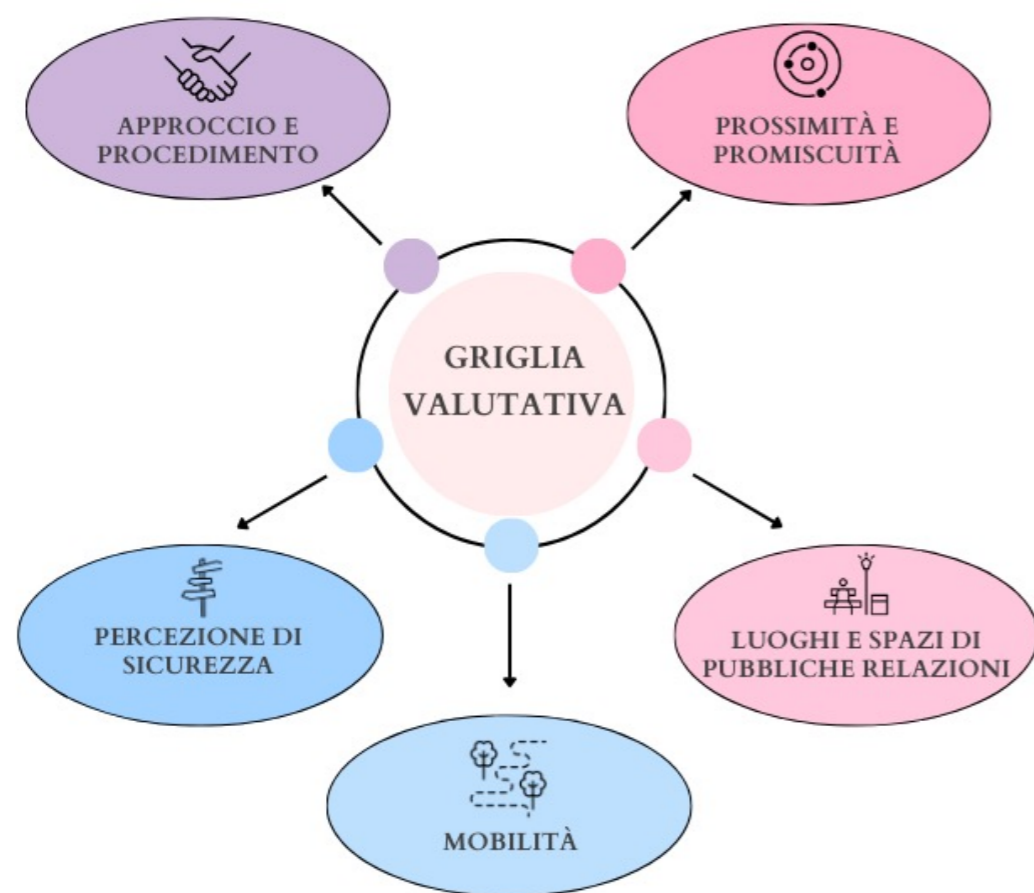 APPROCCIO E
PROCEDIMENTO
PROSSIMITÀ E
PROMISCUITÀ
GRIGLIA
VALUTATIVA
PERCEZIONE DI
SICUREZZA
LUOGHI E SPAZI DI
PUBBLICHE RELAZIONI
MOBILITÀ